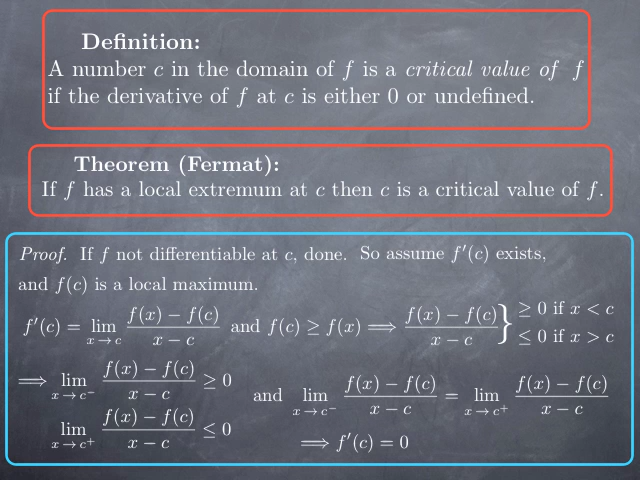 Definition:
A number c in the domain of f is a critical value of f
if the derivative of f at c is either 0 or undefined.
Theorem (Fermat):
If f has a local extremum at c then c is a critical value of f.
Proof. If f not differentiable at c, done. So assume f′(c) exists,
and f(c) is a local maximum.
f′(c) = lim_{x→c} (f(x) − f(c))/(x − c) and f(c) ≥ f(x) ⟹ (f(x) − f(c))/(x − c) } ≥ 0 if x < c
≤ 0 if x > c
⟹ lim_{x→c⁻} (f(x) − f(c))/(x − c) ≥ 0
lim_{x→c⁺} (f(x) − f(c))/(x − c) ≤ 0
and lim_{x→c⁻} (f(x) − f(c))/(x − c) = lim_{x→c⁺} (f(x) − f(c))/(x − c)
⟹ f′(c) = 0